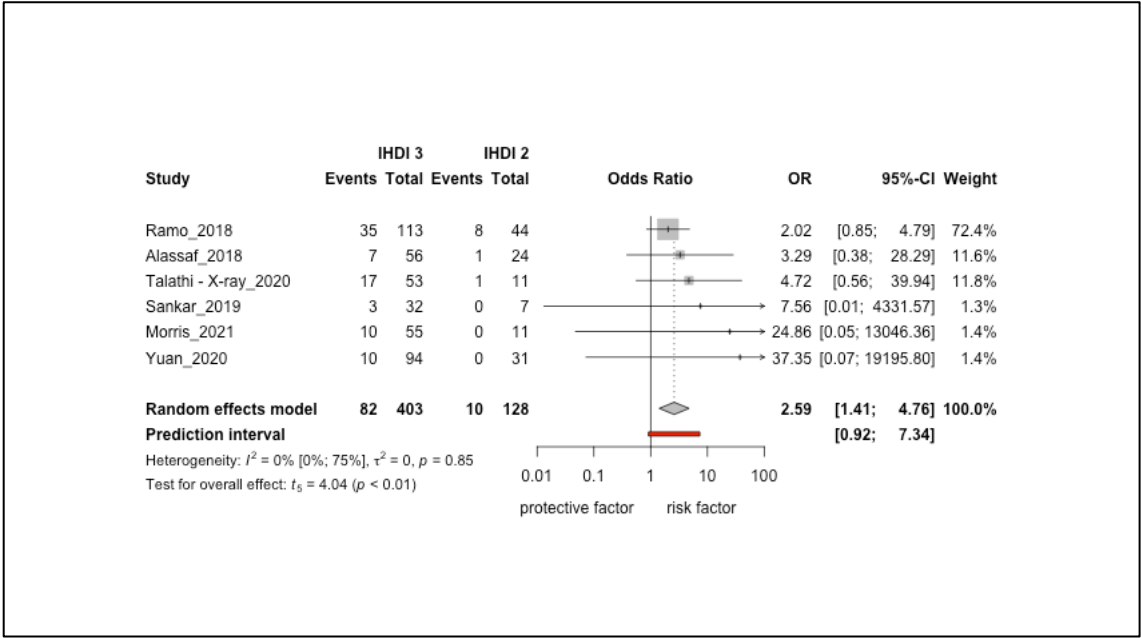 IHDI 3 IHDI 2
Study Events Total Events Total Odds Ratio OR 95%-CI Weight
Ramo_2018 35 113 8 44 2.02 [0.85; 4.79] 72.4%
Alassaf_2018 7 56 1 24 3.29 [0.38; 28.29] 11.6%
Talathi - X-ray_2020 17 53 1 11 4.72 [0.56; 39.94] 11.8%
Sankar_2019 3 32 0 7 7.56 [0.01; 4331.57] 1.3%
Morris_2021 10 55 0 11 24.86 [0.05; 13046.36] 1.4%
Yuan_2020 10 94 0 31 37.35 [0.07; 19195.80] 1.4%
Random effects model 82 403 10 128 2.59 [1.41; 4.76] 100.0%
Prediction interval [0.92; 7.34]
Heterogeneity: I² = 0% [0%; 75%], τ² = 0, p = 0.85
Test for overall effect: t₅ = 4.04 (p < 0.01)
0.01 0.1 1 10 100
protective factor risk factor